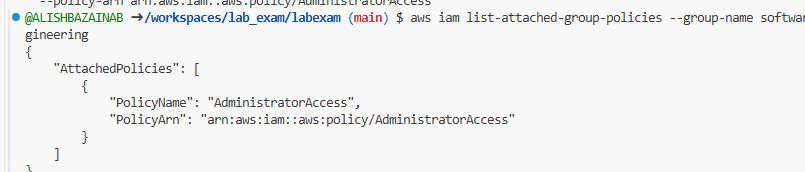 --policy-arn arn:aws:iam::aws:policy/AdministratorAccess
@ALISHBAZAINAB →/workspaces/lab_exam/labexam (main) $ aws iam list-attached-group-policies --group-name softwar
gineering
{
    "AttachedPolicies": [
        {
            "PolicyName": "AdministratorAccess",
            "PolicyArn": "arn:aws:iam::aws:policy/AdministratorAccess"
        }
    ]
}